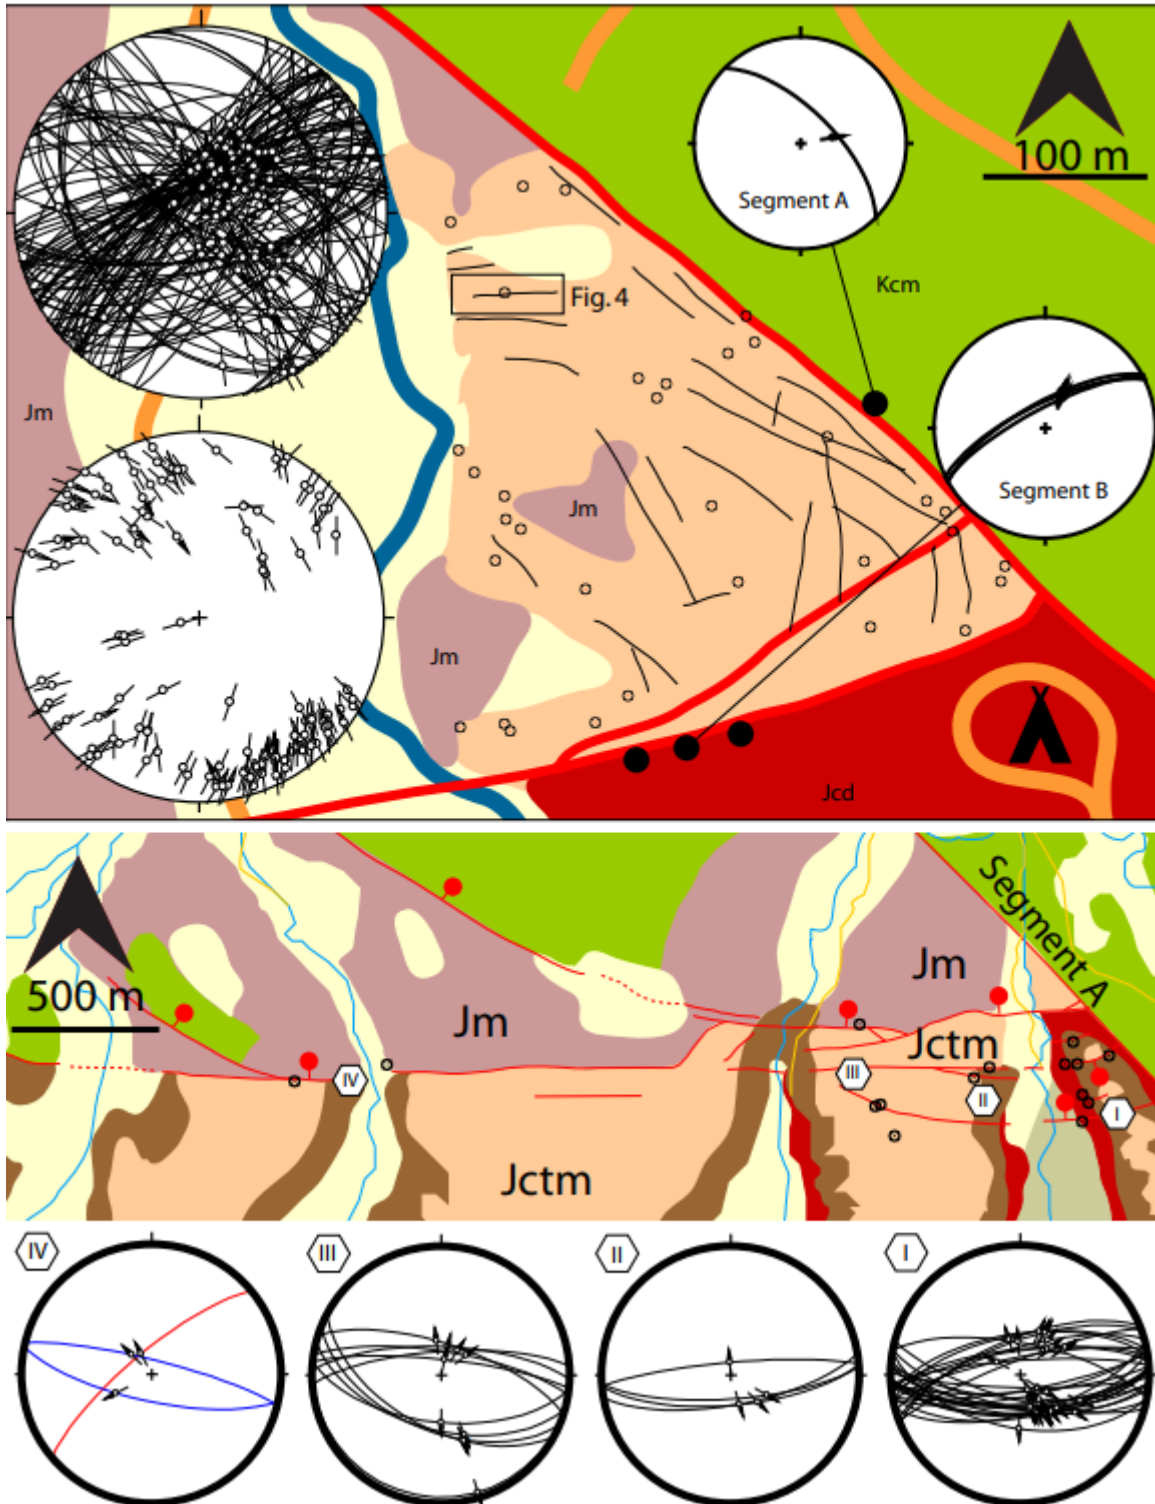 Segment A
100 m
Kcm
Fig. 4
Jm
Segment B
Jm
Jm
Jcd
500 m
Segment A
Jm
Jm
Jctm
IV
III
II
I
Jctm
IV
III
II
I